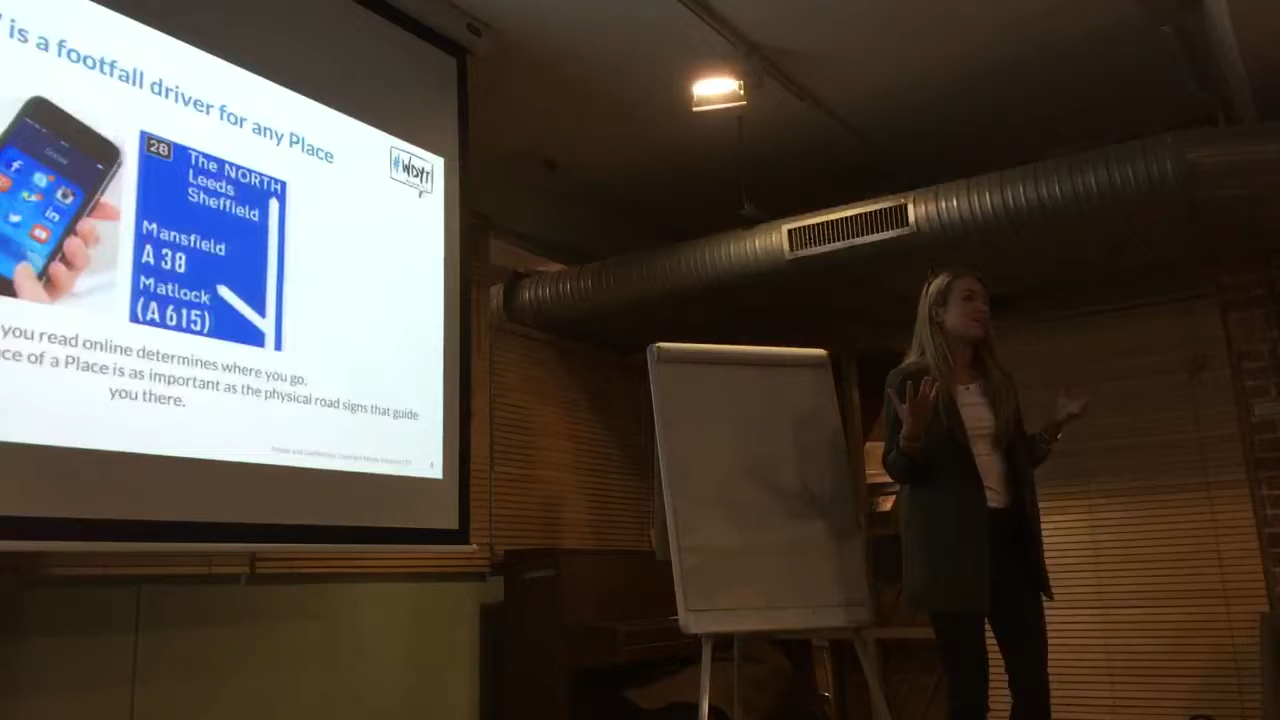 is a footfall driver for any Place
#WDYT
28
The NORTH
Leeds
Sheffield
Mansfield
A 38
Matlock
(A 615)
you read online determines where you go.
ce of a Place is as important as the physical road signs that guide
you there.